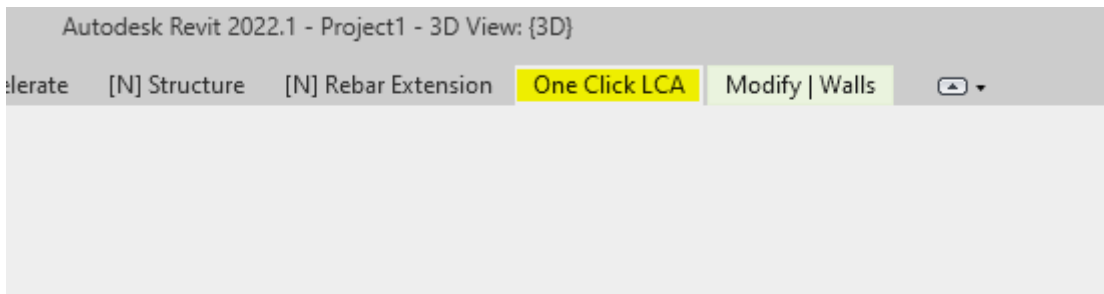 Autodesk Revit 2022.1 - Project1 - 3D View: {3D}
elerate [N] Structure [N] Rebar Extension One Click LCA Modify | Walls